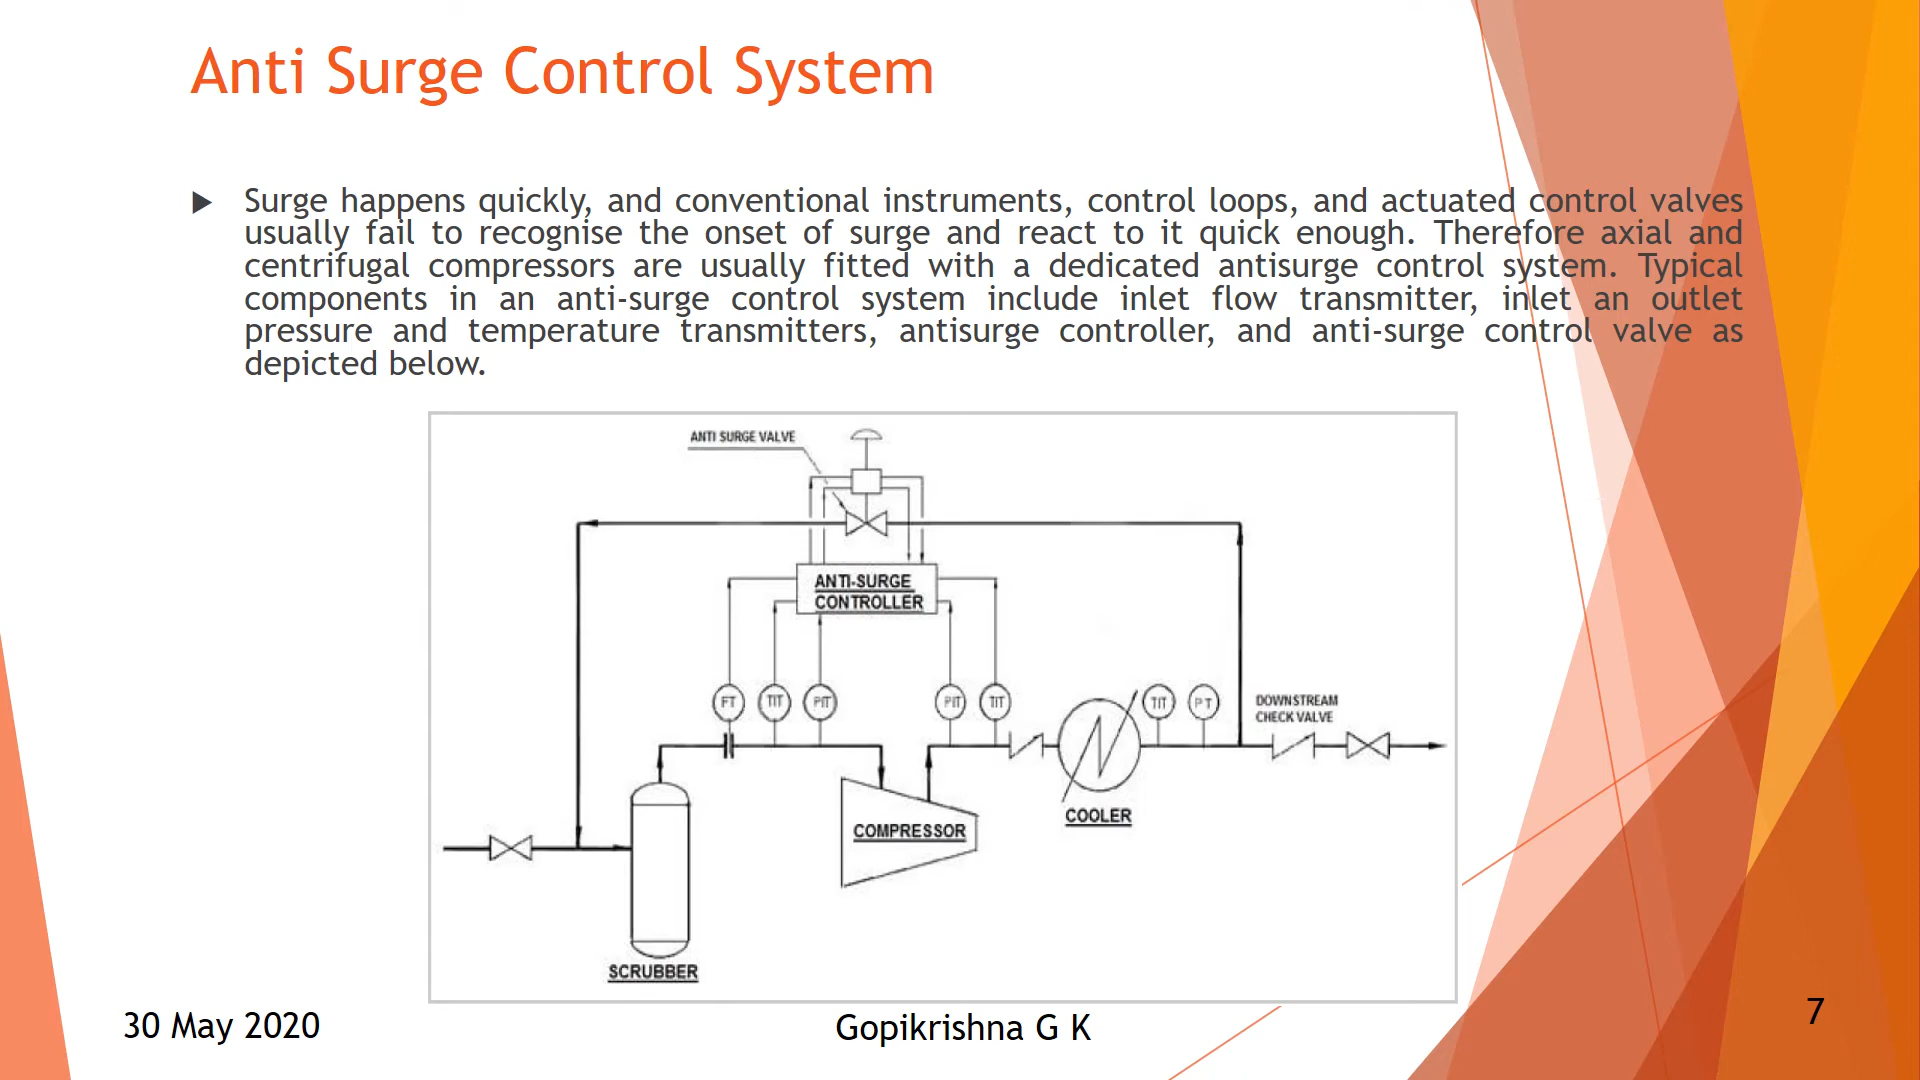 Anti Surge Control System
Surge happens quickly, and conventional instruments, control loops, and actuated control valves
usually fail to recognise the onset of surge and react to it quick enough. Therefore axial and
centrifugal compressors are usually fitted with a dedicated antisurge control system. Typical
components in an anti-surge control system include inlet flow transmitter, inlet an outlet
pressure and temperature transmitters, antisurge controller, and anti-surge control valve as
depicted below.
ANTI SURGE VALVE
ANTI-SURGE
CONTROLLER
FT
TIT
PIT
PIT
TIT
TIT
PT
DOWNSTREAM
CHECK VALVE
COOLER
COMPRESSOR
SCRUBBER
30 May 2020
Gopikrishna G K
7